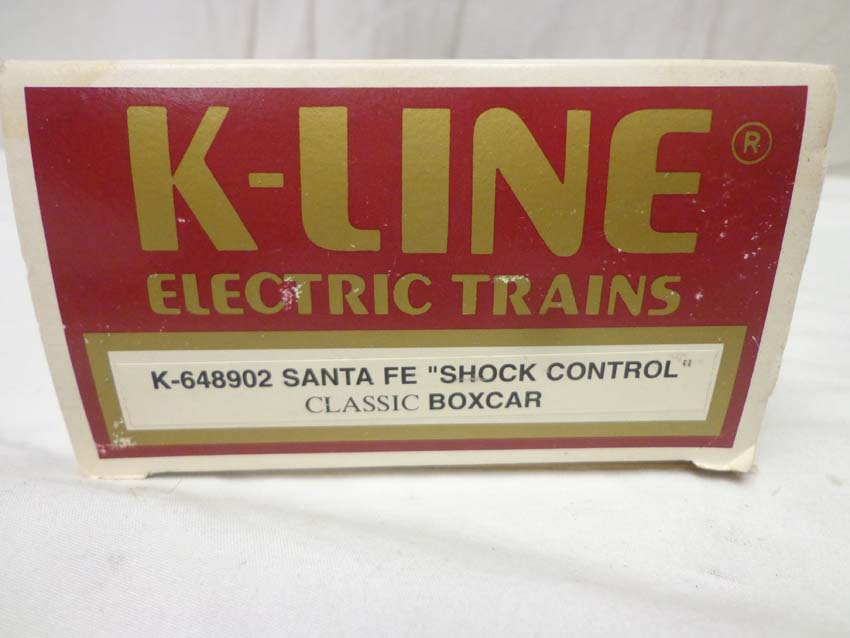 K-LINE ®
ELECTRIC TRAINS
K-648902 SANTA FE "SHOCK CONTROL"
CLASSIC BOXCAR